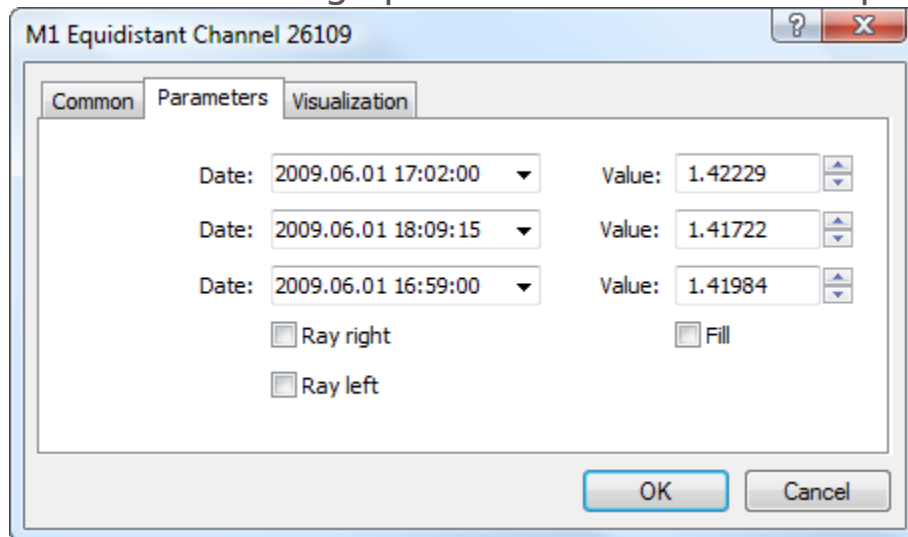 M1 Equidistant Channel 26109
Common Parameters Visualization
Date: 2009.06.01 17:02:00 Value: 1.42229
Date: 2009.06.01 18:09:15 Value: 1.41722
Date: 2009.06.01 16:59:00 Value: 1.41984
Ray right Fill
Ray left
OK Cancel